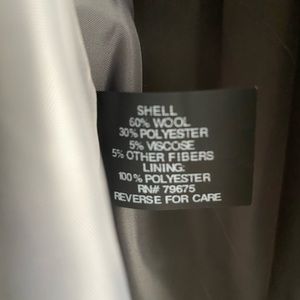 SHELL
60% WOOL
30% POLYESTER
5% VISCOSE
5% OTHER FIBERS
LINING:
100% POLYESTER
RN# 79675
REVERSE FOR CARE